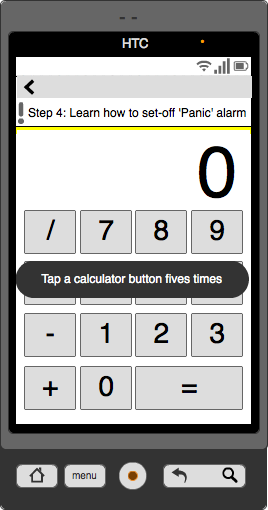 HTC
Step 4: Learn how to set-off 'Panic' alarm
0
/ 7 8 9
Tap a calculator button fives times
- 1 2 3
+ 0 =
menu